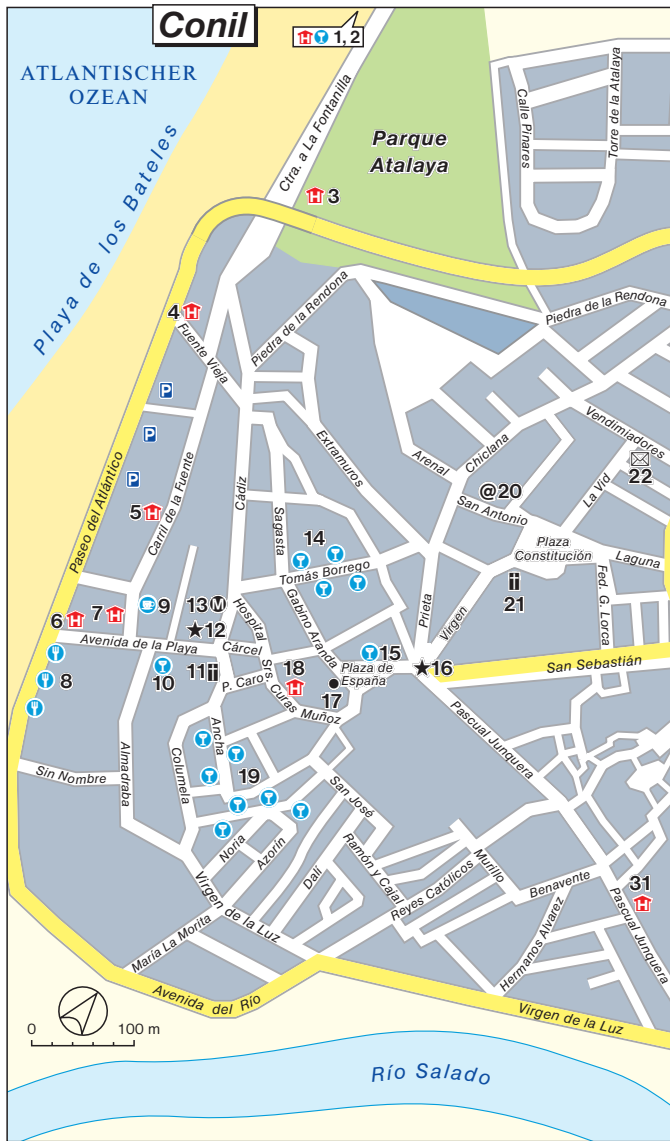 Conil
1, 2
ATLANTISCHER
OZEAN
Playa de los Bateles
Ctra. a La Fontanilla
Parque
Atalaya
Calle Pinares
Torre de la Atalaya
H 3
4 H
Fuente Vieja
Piedra de la Rendona
Piedra de la Rendona
P
P
P
Paseo del Atlántico
5 H
Carril de la Fuente
Cádiz
Extramuros
Sagasta
Arenal
Chiclana
Vendimiadores
22
La Vid
@ 20
San Antonio
Plaza
Constitución
Laguna
14
Tomás Borrego
Gabino Aranda
Prieta
Virgen
21
Fed. G. Lorca
6 H
7 H
9
13 M
12
Hospital
Cárcel
Avenida de la Playa
8
10
11
P. Caro
Srs. Curas
18
H
Muñoz
17
Plaza de
España
15
16
San Sebastián
Pascual Junquera
Sin Nombre
Almadraba
Columela
Ancha
19
San José
Noria
Azorin
Dalí
Ramón y Cajal
Reyes Católicos
Murillo
Benavente
Hermanos Alvarez
31
H
Pascual Junquera
Virgen de la Luz
María La Morita
Avenida del Río
Virgen de la Luz
0 100 m
Río Salado